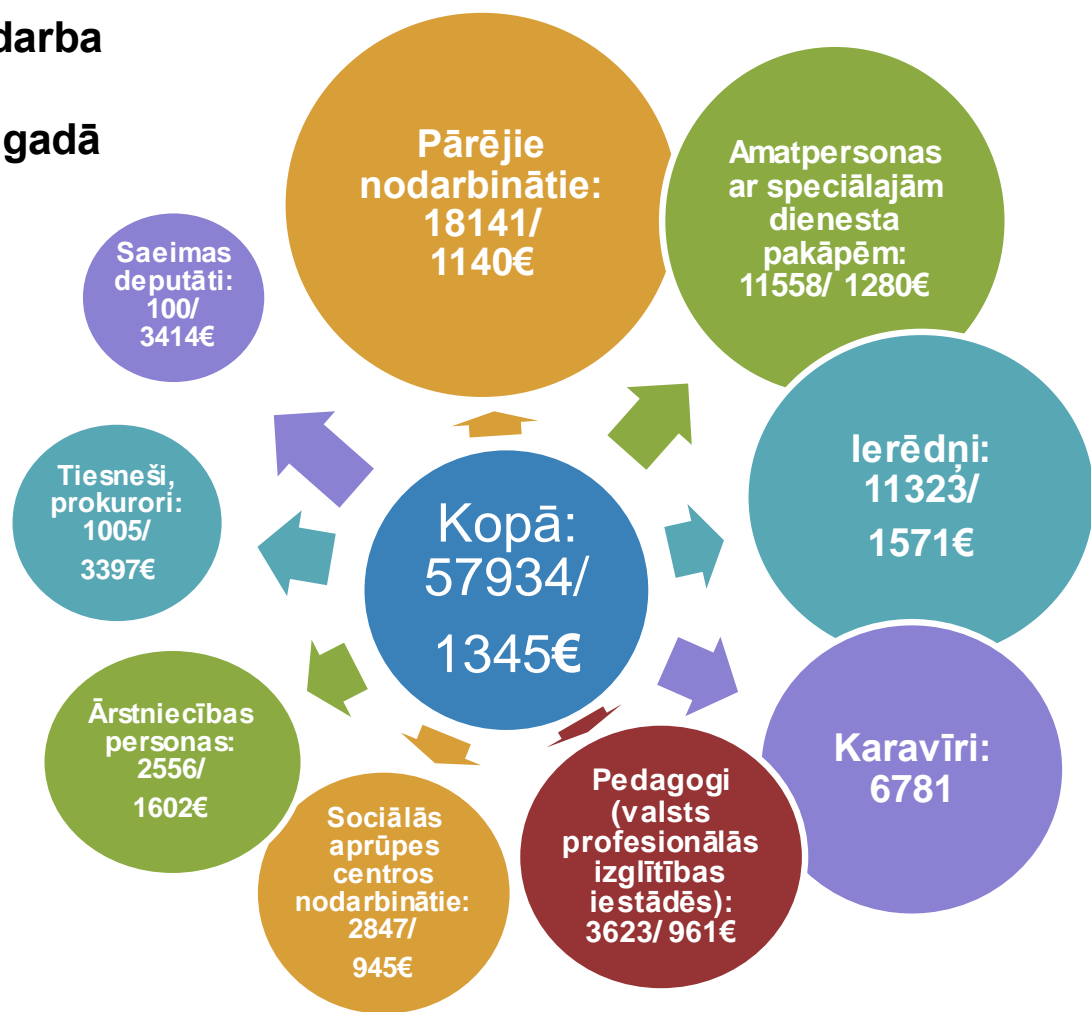 darba
gadā
Pārējie
nodarbinātie:
18141/
1140€
Amatpersonas
ar speciālajām
dienesta
pakāpēm:
11558/ 1280€
Ierēdņi:
11323/
1571€
Karavīri:
6781
Pedagogi
(valsts
profesionālās
izglītības
iestādēs):
3623/ 961€
Sociālās
aprūpes
centros
nodarbinātie:
2847/
945€
Ārstniecības
personas:
2556/
1602€
Tiesneši,
prokurori:
1005/
3397€
Saeimas
deputāti:
100/
3414€
Kopā:
57934/
1345€